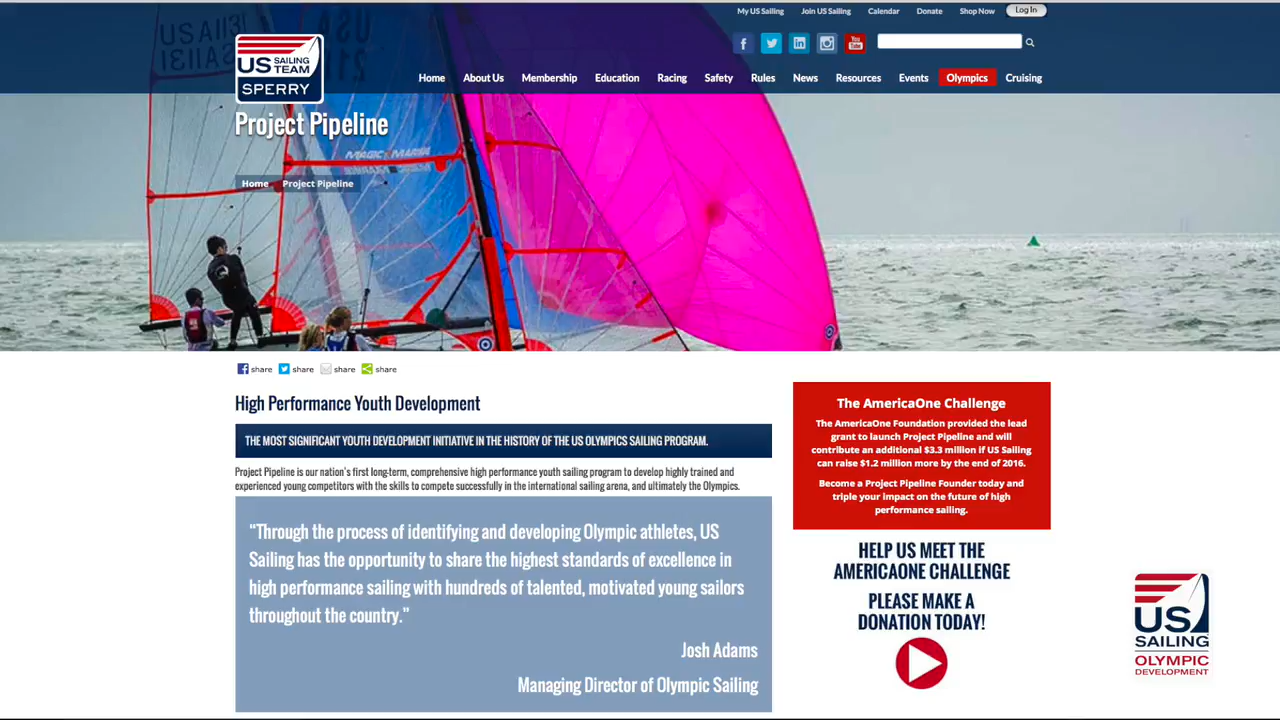 My US Sailing Join US Sailing Calendar Donate Shop Now Log In
US SAILING TEAM SPERRY
Home About Us Membership Education Racing Safety Rules News Resources Events Olympics Cruising
Project Pipeline
Home Project Pipeline
share share share share
High Performance Youth Development
THE MOST SIGNIFICANT YOUTH DEVELOPMENT INITIATIVE IN THE HISTORY OF THE US OLYMPICS SAILING PROGRAM.
Project Pipeline is our nation's first long-term, comprehensive high performance youth sailing program to develop highly trained and
experienced young competitors with the skills to compete successfully in the international sailing arena, and ultimately the Olympics.
“Through the process of identifying and developing Olympic athletes, US
Sailing has the opportunity to share the highest standards of excellence in
high performance sailing with hundreds of talented, motivated young sailors
throughout the country.”
Josh Adams
Managing Director of Olympic Sailing
The AmericaOne Challenge
The AmericaOne Foundation provided the lead
grant to launch Project Pipeline and will
contribute an additional $3.3 million if US Sailing
can raise $1.2 million more by the end of 2016.
Become a Project Pipeline Founder today and
triple your impact on the future of high
performance sailing.
HELP US MEET THE
AMERICAONE CHALLENGE
PLEASE MAKE A
DONATION TODAY!
US
SAILING
OLYMPIC
DEVELOPMENT